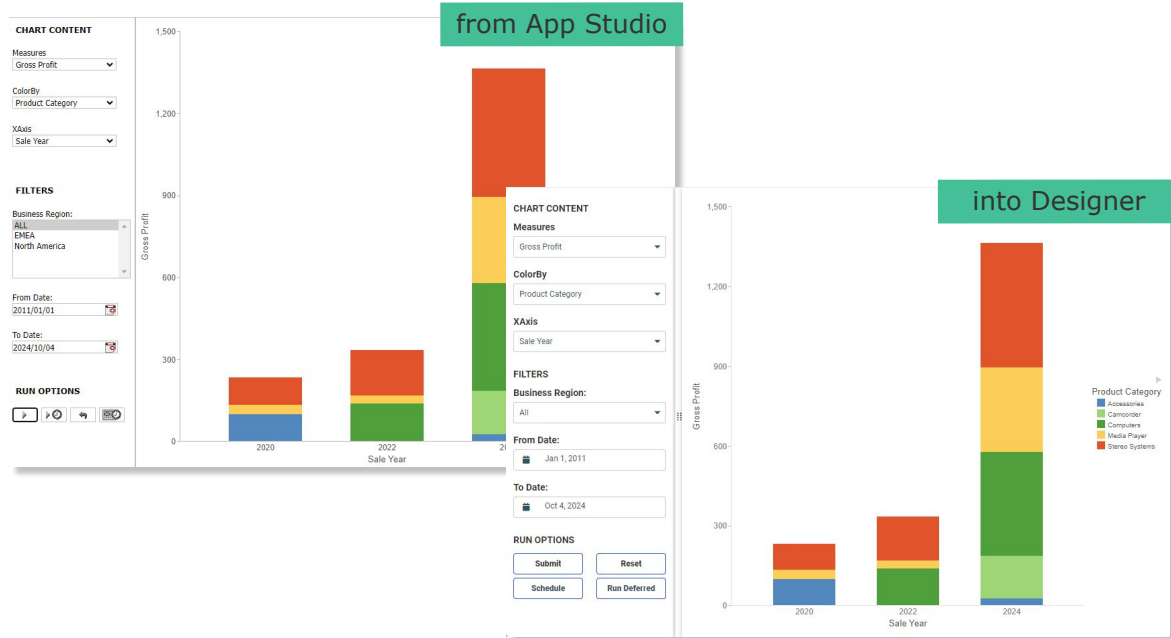 from App Studio
CHART CONTENT
Measures
Gross Profit
ColorBy
Product Category
XAxis
Sale Year
FILTERS
Business Region:
ALL
EMEA
North America
From Date:
2011/01/01
To Date:
2024/10/04
RUN OPTIONS
1,500
1,200
900
600
300
0
Gross Profit
2020
2022
20
Sale Year
into Designer
CHART CONTENT
Measures
Gross Profit
ColorBy
Product Category
XAxis
Sale Year
FILTERS
Business Region:
All
From Date:
Jan 1, 2011
To Date:
Oct 4, 2024
RUN OPTIONS
Submit
Reset
Schedule
Run Deferred
1,500
1,200
900
600
300
0
Gross Profit
2020
2022
2024
Sale Year
Product Category
Accessories
Camcorder
Computers
Media Player
Stereo Systems